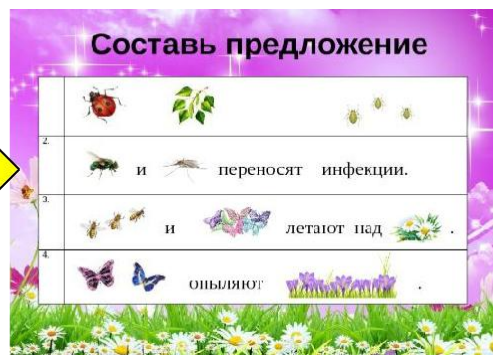 Составь предложение
2.
и переносят инфекции.
3.
и летают над .
4.
опыляют .